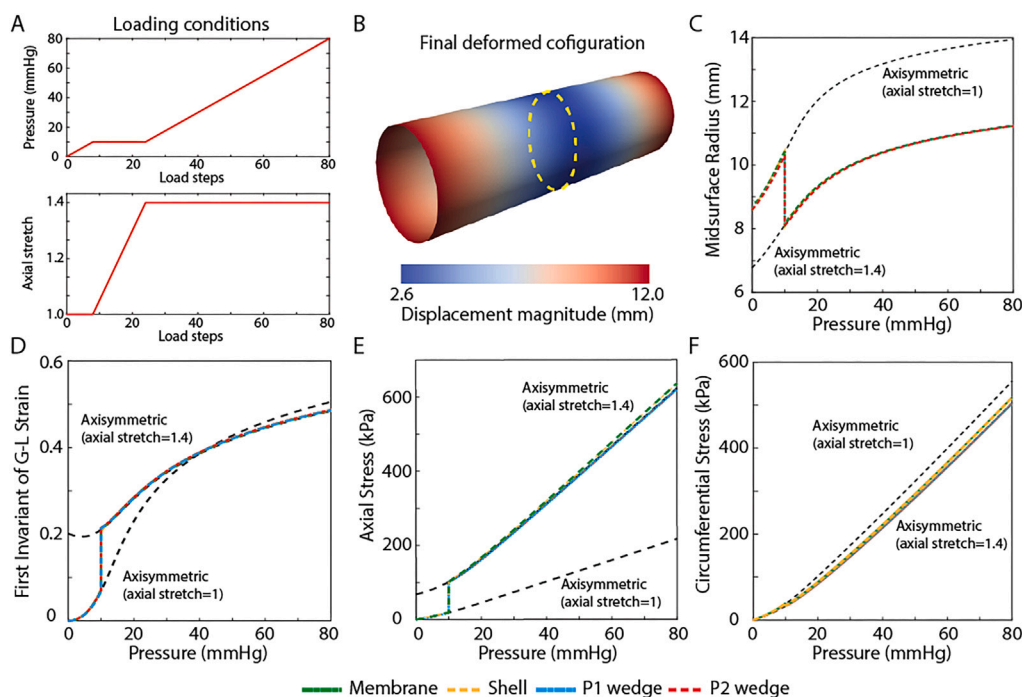 A
Loading conditions
Pressure (mmHg)
80
60
40
20
0
0
20
40
60
80
Load steps
Axial stretch
1.4
1.2
1.0
0
20
40
60
80
Load steps
B
Final deformed cofiguration
2.6
12.0
Displacement magnitude (mm)
C
Midsurface Radius (mm)
14
12
10
8
6
Axisymmetric
(axial stretch=1)
Axisymmetric
(axial stretch=1.4)
0
20
40
60
80
Pressure (mmHg)
D
First Invariant of G-L Strain
0.6
0.4
0.2
0
Axisymmetric
(axial stretch=1.4)
Axisymmetric
(axial stretch=1)
0
20
40
60
80
Pressure (mmHg)
E
Axial Stress (kPa)
600
400
200
0
Axisymmetric
(axial stretch=1.4)
Axisymmetric
(axial stretch=1)
0
20
40
60
80
Pressure (mmHg)
F
Circumferential Stress (kPa)
600
400
200
0
Axisymmetric
(axial stretch=1)
Axisymmetric
(axial stretch=1.4)
0
20
40
60
80
Pressure (mmHg)
Membrane
Shell
P1 wedge
P2 wedge